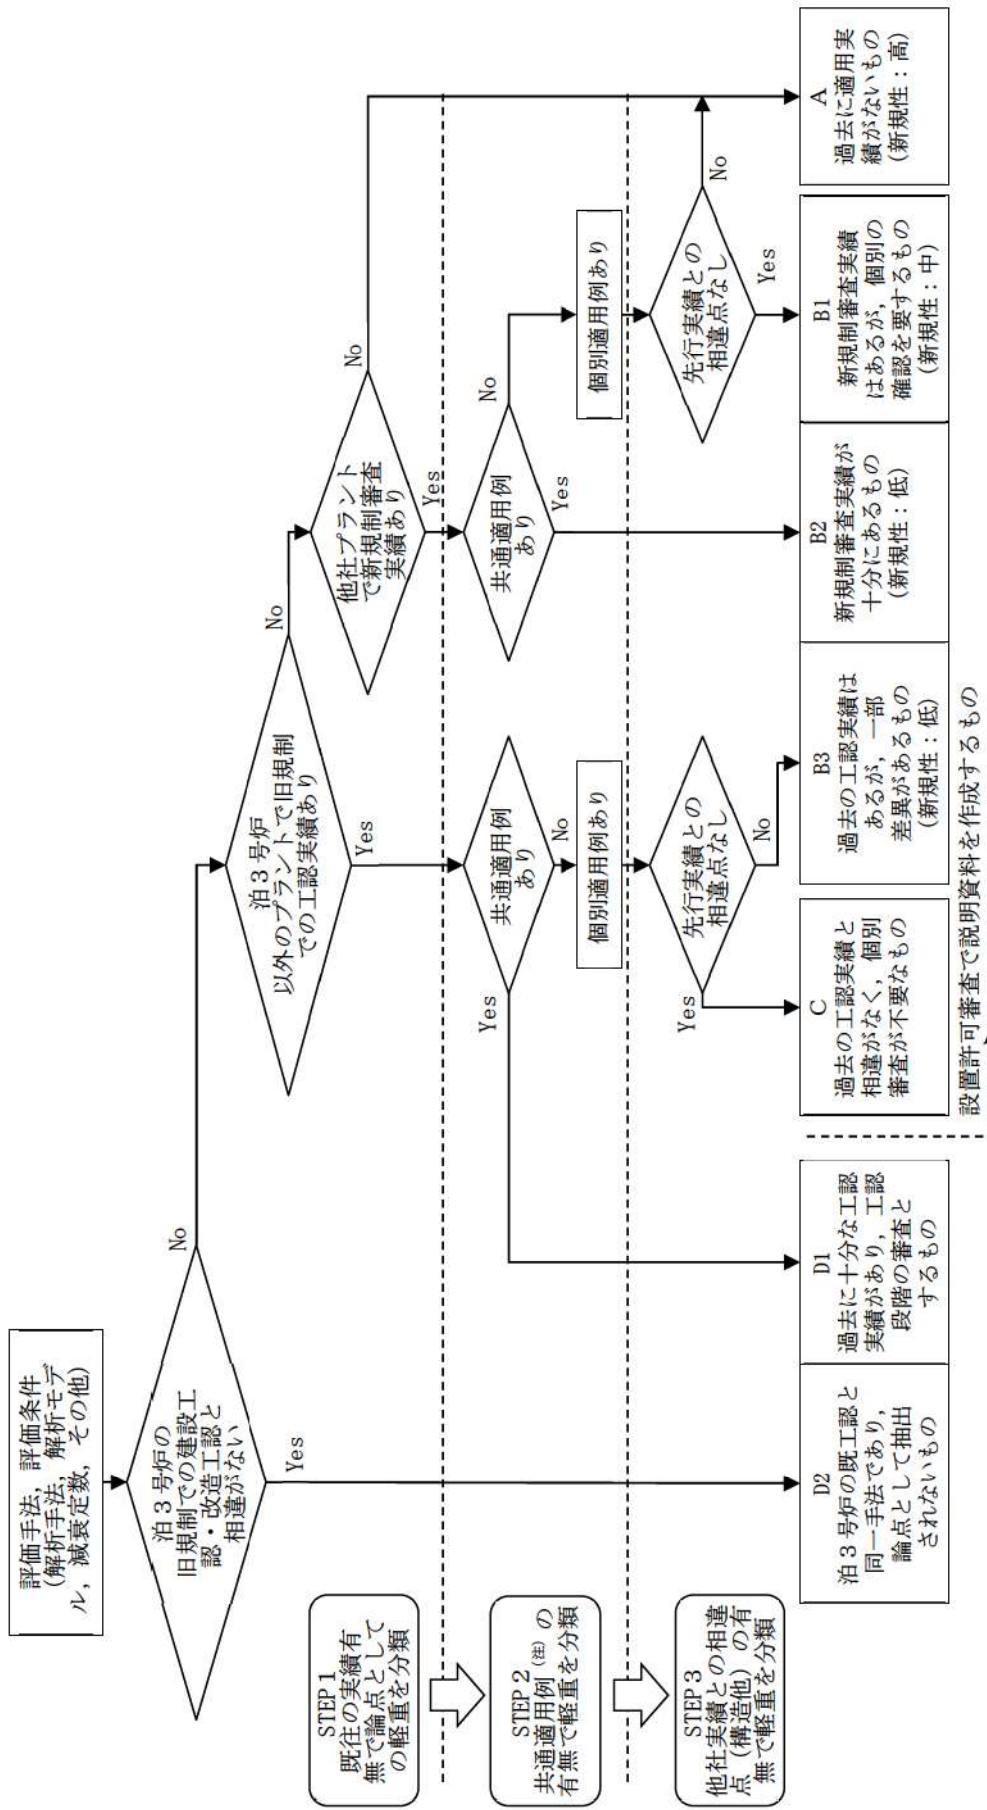 評価手法，評価条件
(解析手法，解析モデ
ル，減衰定数，その他)
泊３号炉の
旧規制での建設工
認・改造工認と
相違がない
No
Yes
泊３号炉
以外のプラントで旧規制
での工認実績あり
No
Yes
他社プラント
で新規制審査
実績あり
No
Yes
STEP1
既往の実績有
無で論点として
の軽重を分類
共通適用例
あり
Yes
No
共通適用例
あり
No
Yes
STEP２
共通適用例(注)の
有無で軽重を分類
個別適用例あり
個別適用例あり
先行実績との
相違点なし
Yes
No
先行実績との
相違点なし
No
Yes
STEP３
他社実績との相違
点（構造他）の有
無で軽重を分類
D2
泊３号炉の既工認と
同一手法であり，
論点として抽出
されないもの
D1
過去に十分な工認
実績があり，工認
段階の審査と
するもの
C
過去の工認実績と
相違がなく，個別
審査が不要なもの
B3
過去の工認実績は
あるが，一部
差異があるもの
(新規性：低)
B2
新規制審査実績が
十分にあるもの
(新規性：低)
B1
新規制審査実績
はあるが，個別の
確認を要するもの
(新規性：中)
A
過去に適用実
績がないもの
(新規性：高)
設置許可審査で説明資料を作成するもの